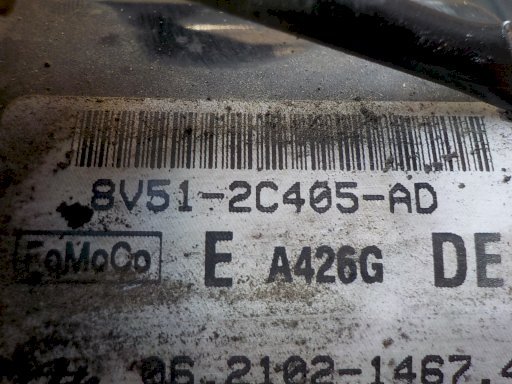 8V51-2C405-AD
FoMoCo E A426G DE
06.2102-1467.4